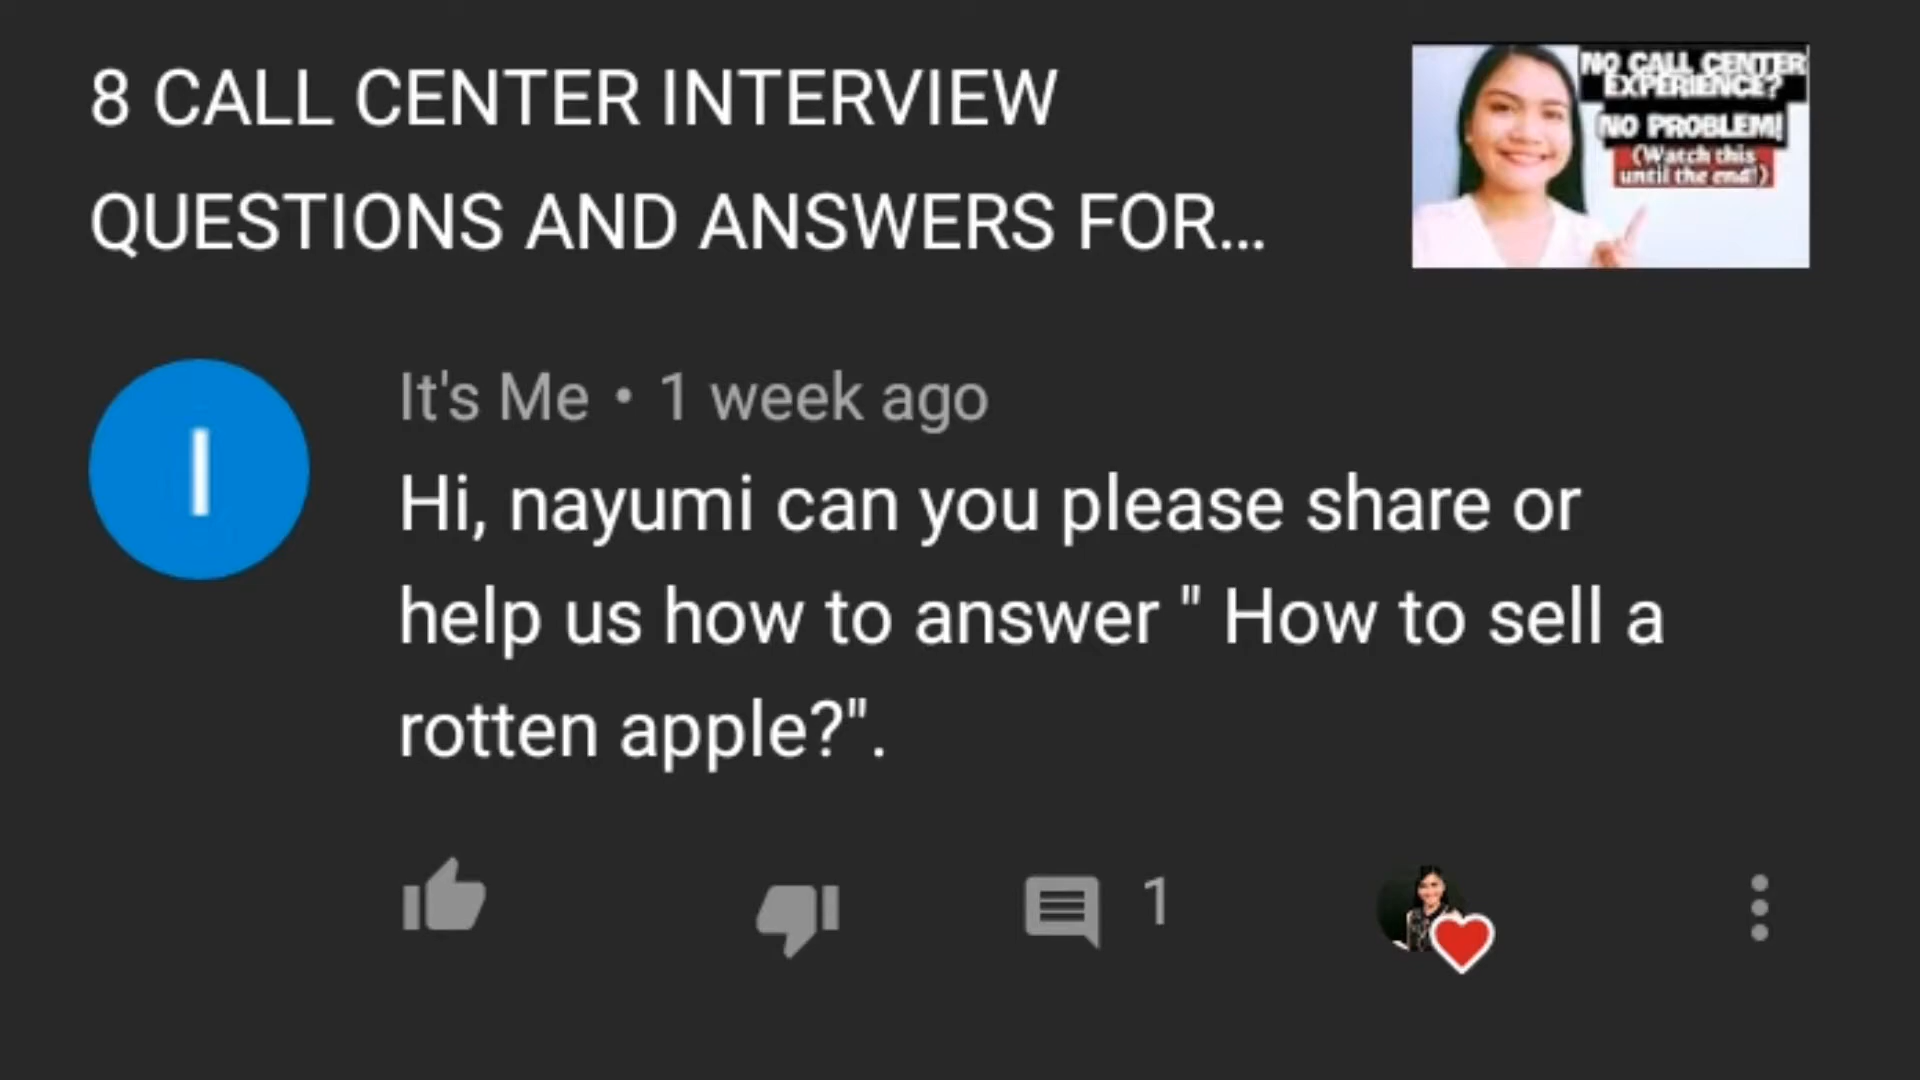 8 CALL CENTER INTERVIEW
QUESTIONS AND ANSWERS FOR...
NO CALL CENTER
EXPERIENCE?
NO PROBLEM!
(Watch this
until the end!)
I
It's Me • 1 week ago
Hi, nayumi can you please share or
help us how to answer " How to sell a
rotten apple?".
1